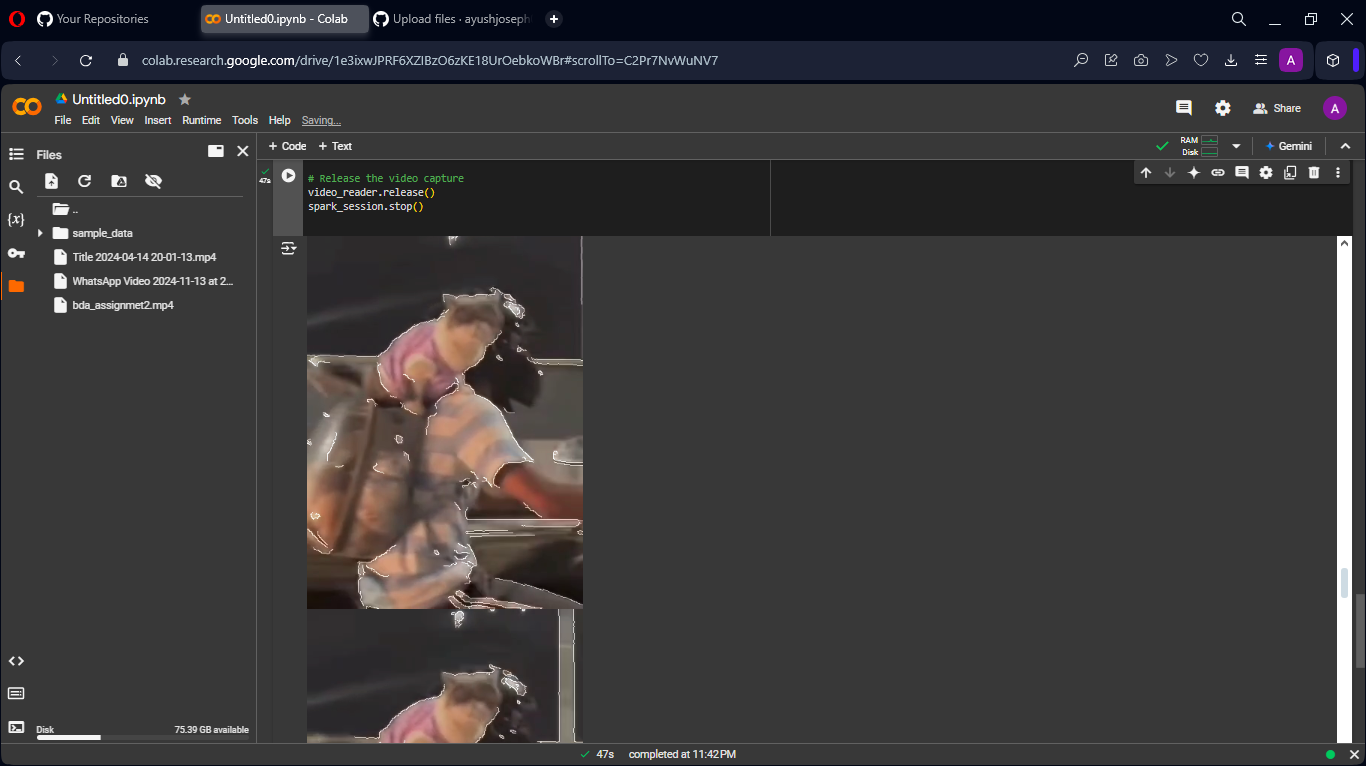 Your Repositories
Untitled0.ipynb - Colab
Upload files · ayushjoseph
colab.research.google.com/drive/1e3ixwJPRF6XZIBzO6zKE18UrOebkoWBr#scrollTo=C2Pr7NvWuNV7
A
CO
Untitled0.ipynb
File Edit View Insert Runtime Tools Help Saving...
Share
A
Files
+ Code + Text
RAM
Disk
Gemini
..
sample_data
Title 2024-04-14 20-01-13.mp4
WhatsApp Video 2024-11-13 at 2...
bda_assignmet2.mp4
{x}
47s
# Release the video capture
video_reader.release()
spark_session.stop()
Disk 75.39 GB available
47s completed at 11:42 PM